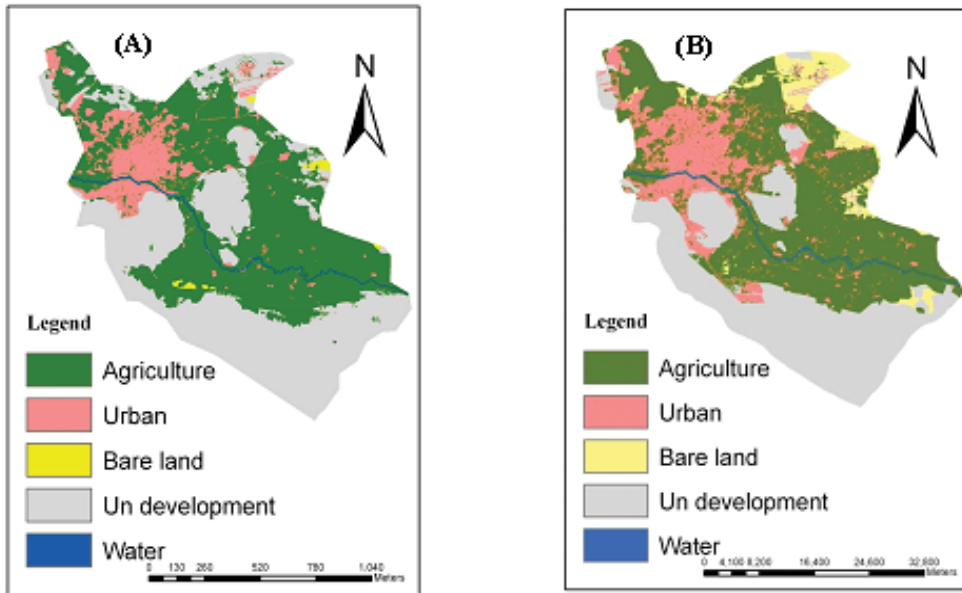 (A)
N
Legend
Agriculture
Urban
Bare land
Un development
Water
0 130 260 520 780 1,040
Meters
(B)
N
Legend
Agriculture
Urban
Bare land
Un development
Water
0 4,100 8,200 16,400 24,600 32,800
Meters